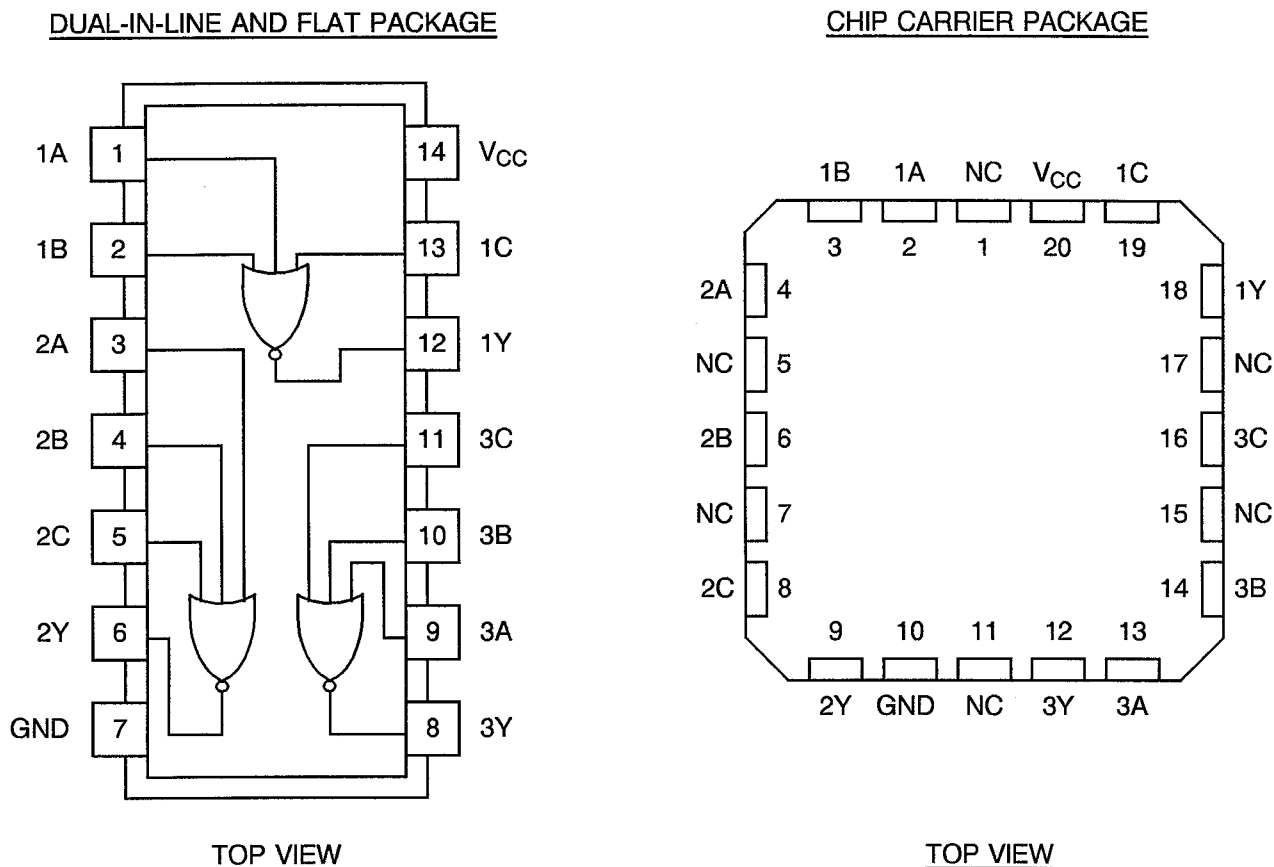 DUAL-IN-LINE AND FLAT PACKAGE
1A 1 14 VCC
1B 2 13 1C
2A 3 12 1Y
2B 4 11 3C
2C 5 10 3B
2Y 6 9 3A
GND 7 8 3Y
TOP VIEW
CHIP CARRIER PACKAGE
1B 1A NC VCC 1C
3 2 1 20 19
2A 4 18 1Y
NC 5 17 NC
2B 6 16 3C
NC 7 15 NC
2C 8 14 3B
9 10 11 12 13
2Y GND NC 3Y 3A
TOP VIEW